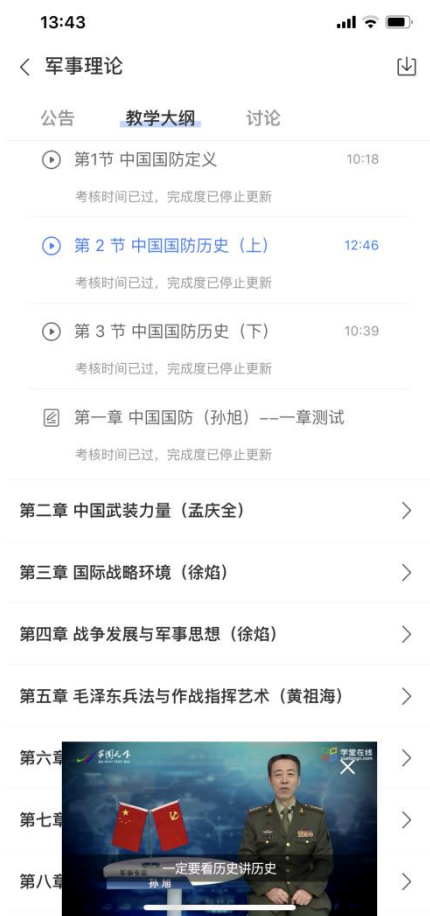 13:43
军事理论
公告 教学大纲 讨论
第1节 中国国防定义 10:18
考核时间已过，完成度已停止更新
第 2 节 中国国防历史（上） 12:46
考核时间已过，完成度已停止更新
第 3 节 中国国防历史（下） 10:39
考核时间已过，完成度已停止更新
第一章 中国国防（孙旭）--一章测试
考核时间已过，完成度已停止更新
第二章 中国武装力量（孟庆全）
第三章 国际战略环境（徐焰）
第四章 战争发展与军事思想（徐焰）
第五章 毛泽东兵法与作战指挥艺术（黄祖海）
第六章
学堂在线
第七章
一定要看历史讲历史
军事专家
孙旭
第八章